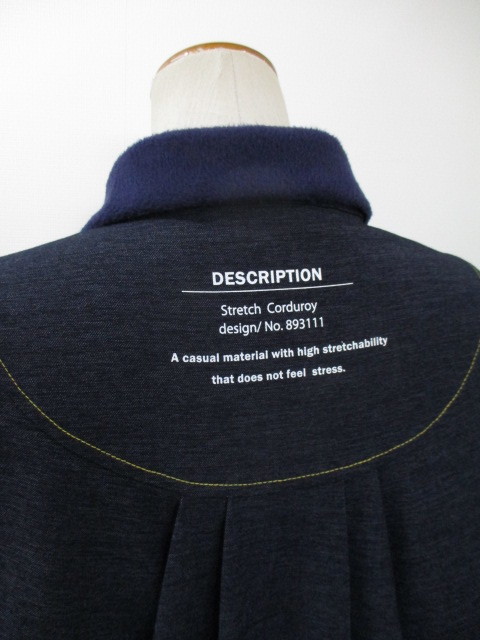 DESCRIPTION
Stretch Corduroy
design/ No. 893111
A casual material with high stretchability
that does not feel stress.